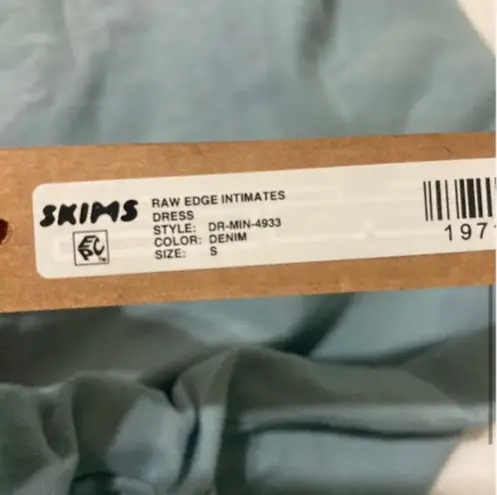 SKIMS
RAW EDGE INTIMATES
DRESS
STYLE: DR-MIN-4933
COLOR: DENIM
SIZE: S
197